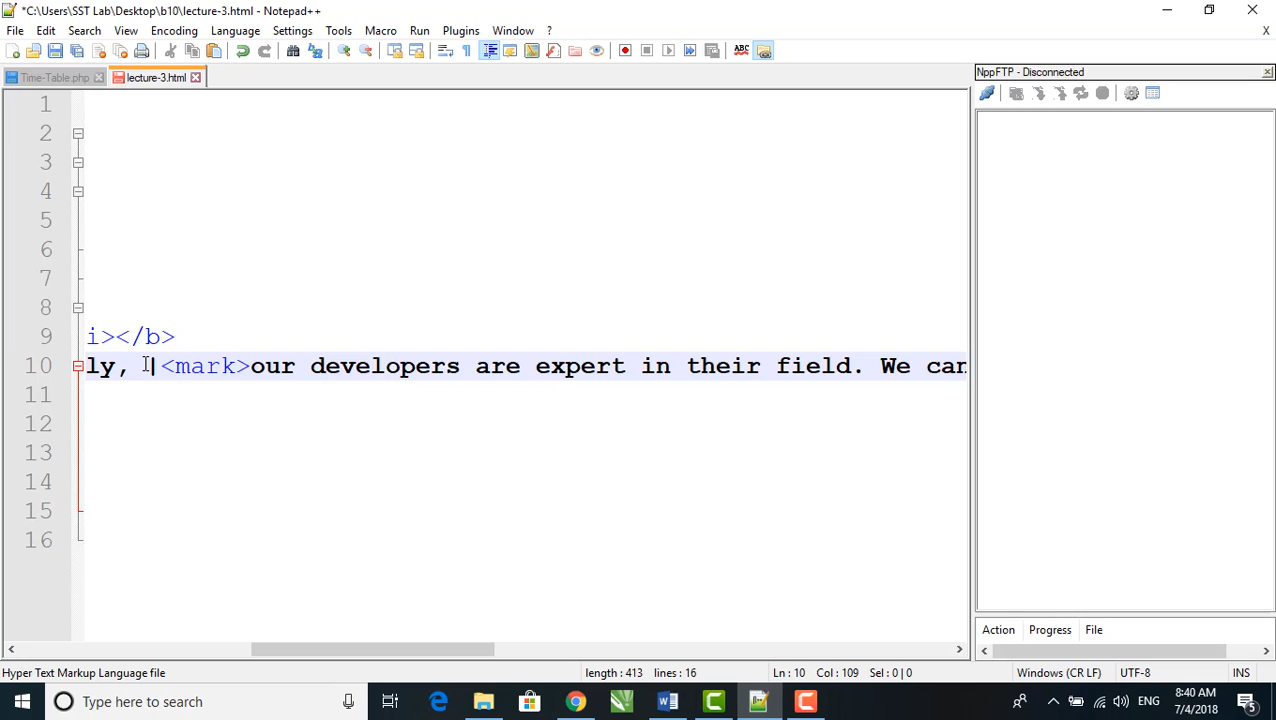 *C:\Users\SST Lab\Desktop\b10\lecture-3.html - Notepad++
File Edit Search View Encoding Language Settings Tools Macro Run Plugins Window ? X
ABC
Time-Table.php lecture-3.html
NppFTP - Disconnected
1
2
3
4
5
6
7
8
9 i></b>
10 ly, <mark>our developers are expert in their field. We can
11
12
13
14
15
16
Action Progress File
Hyper Text Markup Language file length : 413 lines : 16 Ln : 10 Col : 109 Sel : 0 | 0 Windows (CR LF) UTF-8 INS
Type here to search
ENG
8:40 AM
7/4/2018
5